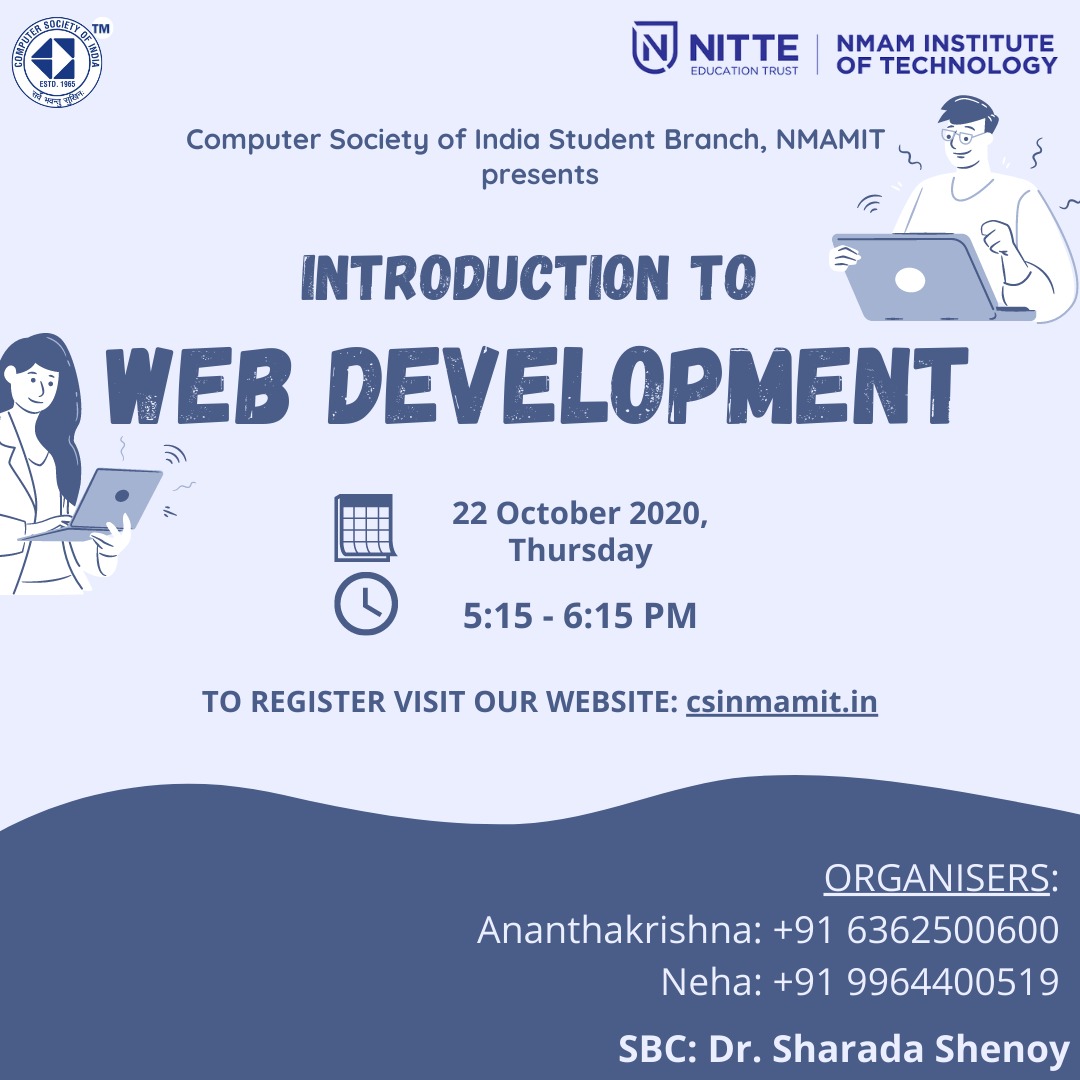 COMPUTER SOCIETY OF INDIA
TM
ESTD. 1965
सर्वे भवन्तु सुखिनः
NITTE
EDUCATION TRUST
NMAM INSTITUTE
OF TECHNOLOGY
Computer Society of India Student Branch, NMAMIT
presents
INTRODUCTION TO
WEB DEVELOPMENT
22 October 2020,
Thursday
5:15 - 6:15 PM
TO REGISTER VISIT OUR WEBSITE: csinmamit.in
ORGANISERS:
Ananthakrishna: +91 6362500600
Neha: +91 9964400519
SBC: Dr. Sharada Shenoy